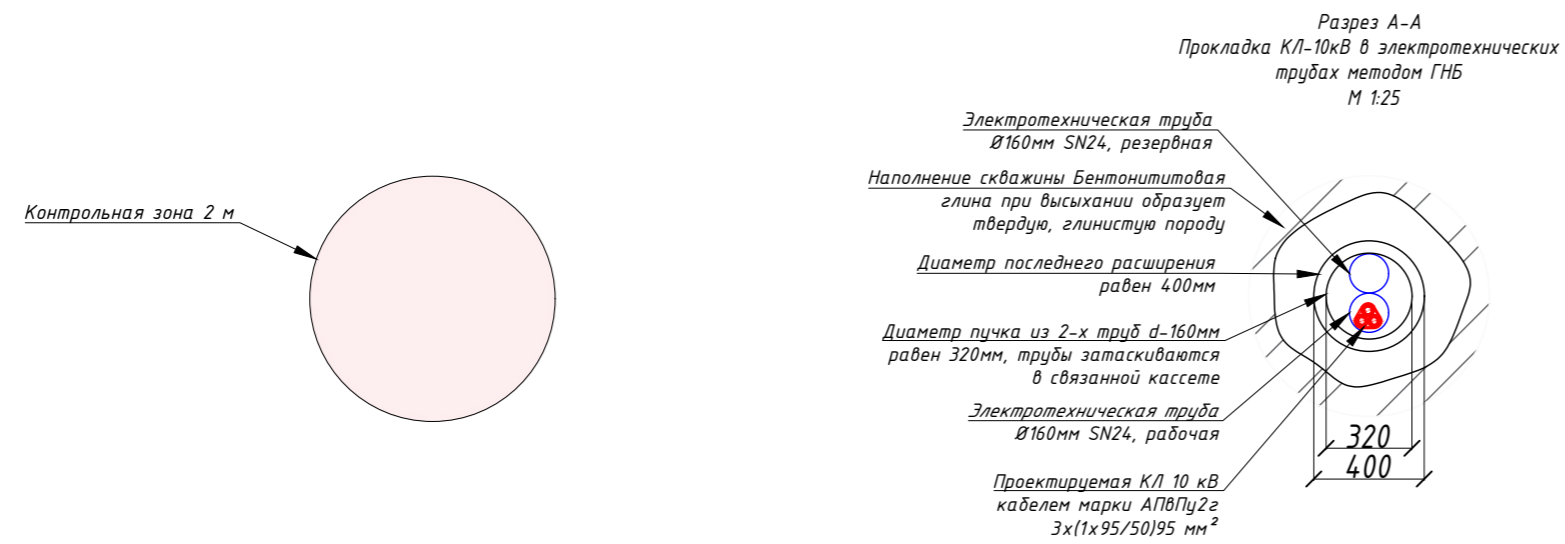 Контрольная зона 2 м
Разрез А-А
Прокладка КЛ-10кВ в электротехнических
трубах методом ГНБ
М 1:25
Электротехническая труба
Ø160мм SN24, резервная
Наполнение скважины Бентонититовая
глина при высыхании образует
твердую, глинистую породу
Диаметр последнего расширения
равен 400мм
Диаметр пучка из 2-х труб d-160мм
равен 320мм, трубы затаскиваются
в связанной кассете
Электротехническая труба
Ø160мм SN24, рабочая
Проектируемая КЛ 10 кВ
кабелем марки АПвПу2г
3х(1х95/50)95 мм²
320
400